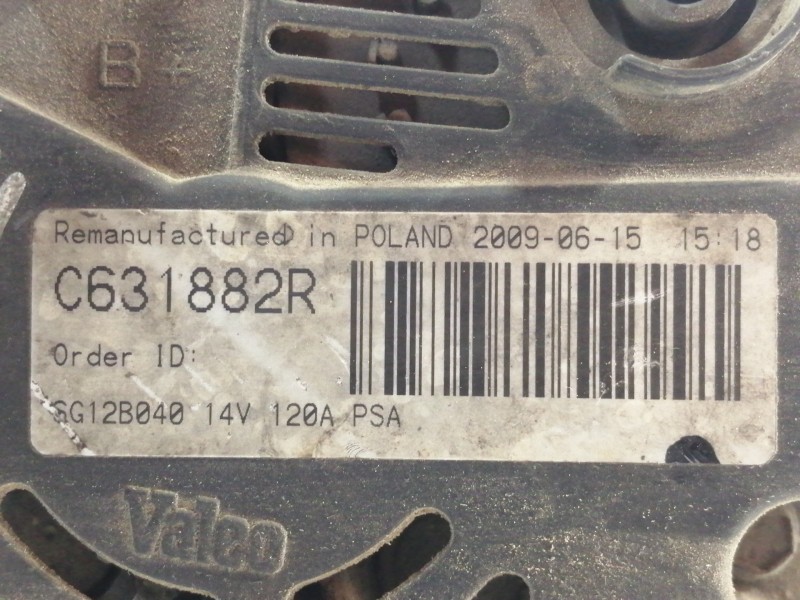 B+
Remanufactured in POLAND 2009-06-15 15:18
C631882R
Order ID:
SG12B040 14V 120A PSA
Valeo